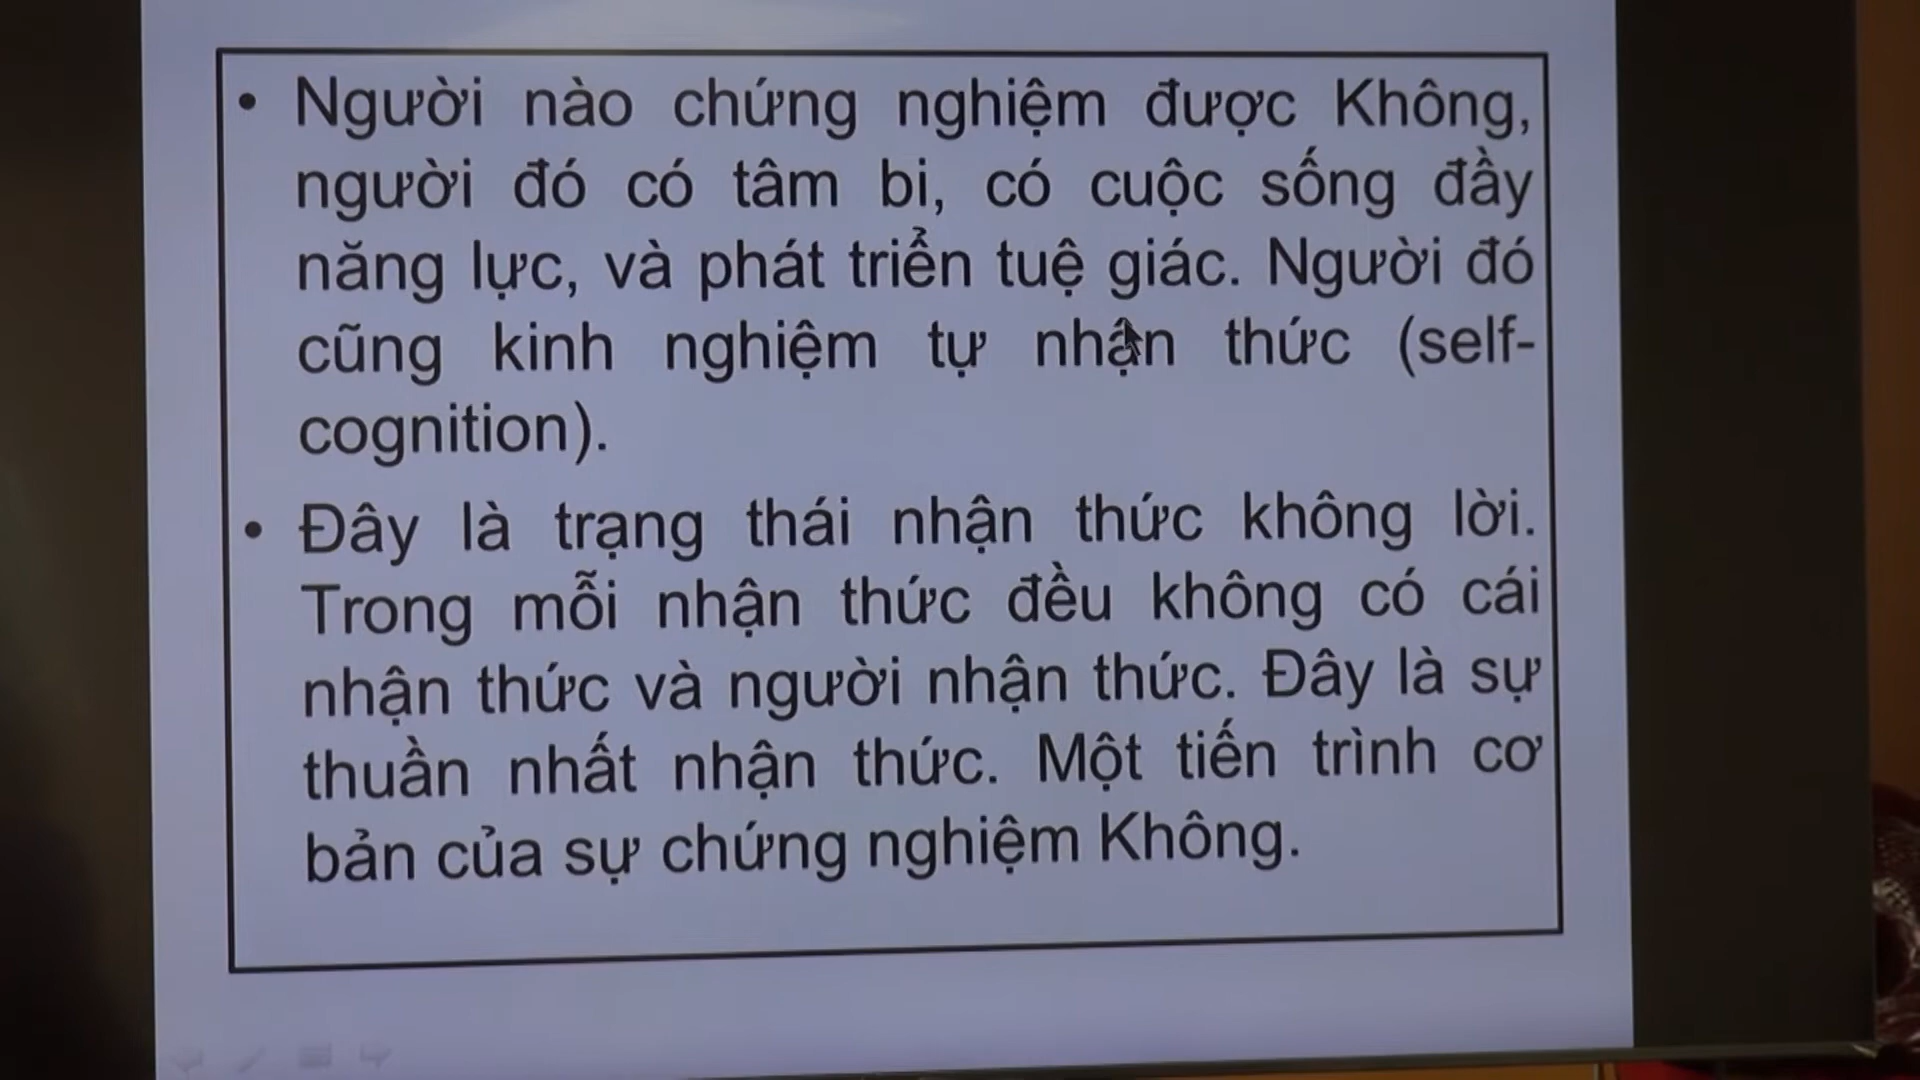 • Người nào chứng nghiệm được Không,
người đó có tâm bi, có cuộc sống đầy
năng lực, và phát triển tuệ giác. Người đó
cũng kinh nghiệm tự nhận thức (self-
cognition).
• Đây là trạng thái nhận thức không lời.
Trong mỗi nhận thức đều không có cái
nhận thức và người nhận thức. Đây là sự
thuần nhất nhận thức. Một tiến trình cơ
bản của sự chứng nghiệm Không.